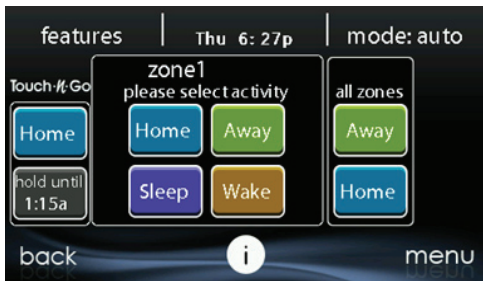 features
Thu 6: 27p
mode: auto
Touch-N-Go
Home
hold until
1:15a
zone1
please select activity
Home
Away
Sleep
Wake
all zones
Away
Home
back
i
menu